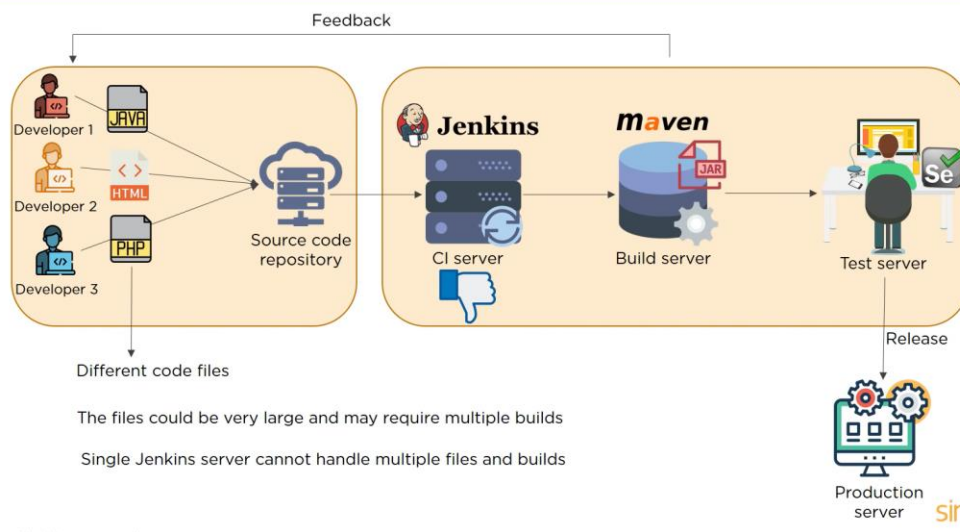 Feedback
Developer 1
JAVA
Developer 2
HTML
Developer 3
PHP
Source code
repository
Jenkins
CI server
maven
JAR
Build server
Se
Test server
Release
Different code files
The files could be very large and may require multiple builds
Single Jenkins server cannot handle multiple files and builds
Production
server